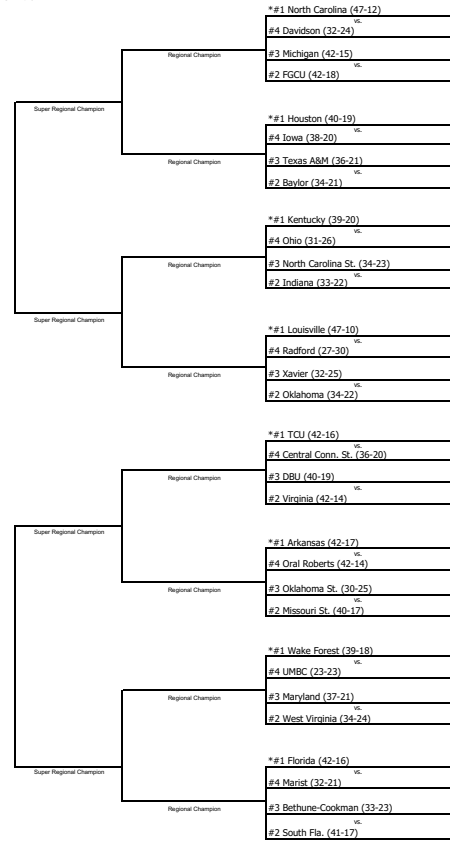 *#1 North Carolina (47-12)
vs.
#4 Davidson (32-24)
#3 Michigan (42-15)
vs.
#2 FGCU (42-18)
Regional Champion
Super Regional Champion
*#1 Houston (40-19)
vs.
#4 Iowa (38-20)
#3 Texas A&M (36-21)
vs.
#2 Baylor (34-21)
Regional Champion
*#1 Kentucky (39-20)
vs.
#4 Ohio (31-26)
#3 North Carolina St. (34-23)
vs.
#2 Indiana (33-22)
Regional Champion
Super Regional Champion
*#1 Louisville (47-10)
vs.
#4 Radford (27-30)
#3 Xavier (32-25)
vs.
#2 Oklahoma (34-22)
Regional Champion
*#1 TCU (42-16)
vs.
#4 Central Conn. St. (36-20)
#3 DBU (40-19)
vs.
#2 Virginia (42-14)
Regional Champion
Super Regional Champion
*#1 Arkansas (42-17)
vs.
#4 Oral Roberts (42-14)
#3 Oklahoma St. (30-25)
vs.
#2 Missouri St. (40-17)
Regional Champion
*#1 Wake Forest (39-18)
vs.
#4 UMBC (23-23)
#3 Maryland (37-21)
vs.
#2 West Virginia (34-24)
Regional Champion
Super Regional Champion
*#1 Florida (42-16)
vs.
#4 Marist (32-21)
#3 Bethune-Cookman (33-23)
vs.
#2 South Fla. (41-17)
Regional Champion